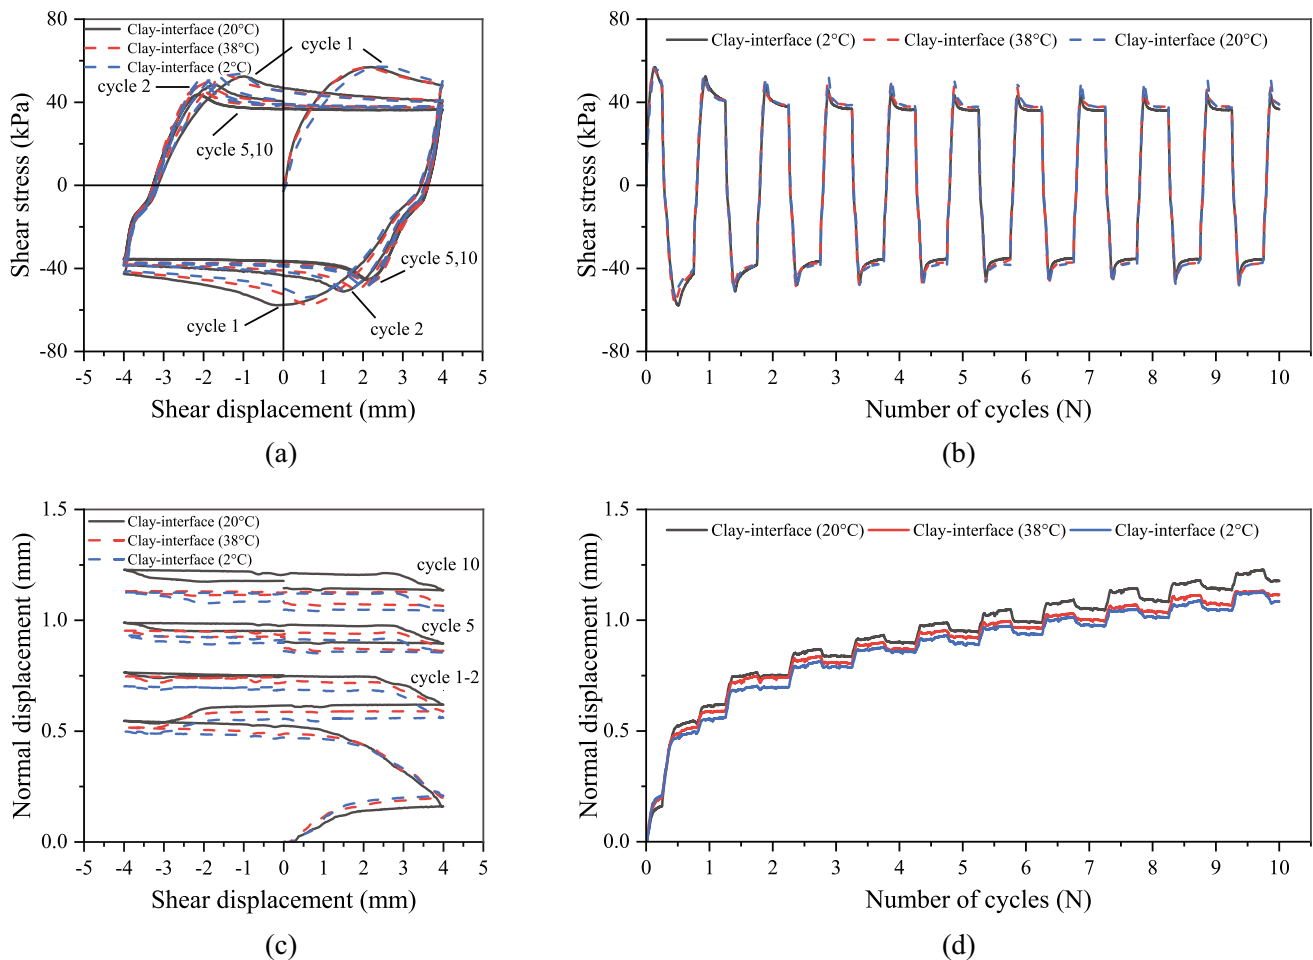 80
40
0
-40
-80
Shear stress (kPa)
Clay-interface (20°C)
Clay-interface (38°C)
Clay-interface (2°C)
cycle 1
cycle 2
cycle 5,10
cycle 5,10
cycle 1
cycle 2
-5 -4 -3 -2 -1 0 1 2 3 4 5
Shear displacement (mm)
(a)
80
40
0
-40
-80
Shear stress (kPa)
Clay-interface (2°C) Clay-interface (38°C) Clay-interface (20°C)
0 1 2 3 4 5 6 7 8 9 10
Number of cycles (N)
(b)
1.5
1.0
0.5
0.0
Normal displacement (mm)
Clay-interface (20°C)
Clay-interface (38°C)
Clay-interface (2°C)
cycle 10
cycle 5
cycle 1-2
-5 -4 -3 -2 -1 0 1 2 3 4 5
Shear displacement (mm)
(c)
1.5
1.0
0.5
0.0
Normal displacement (mm)
Clay-interface (20°C) Clay-interface (38°C) Clay-interface (2°C)
0 1 2 3 4 5 6 7 8 9 10
Number of cycles (N)
(d)